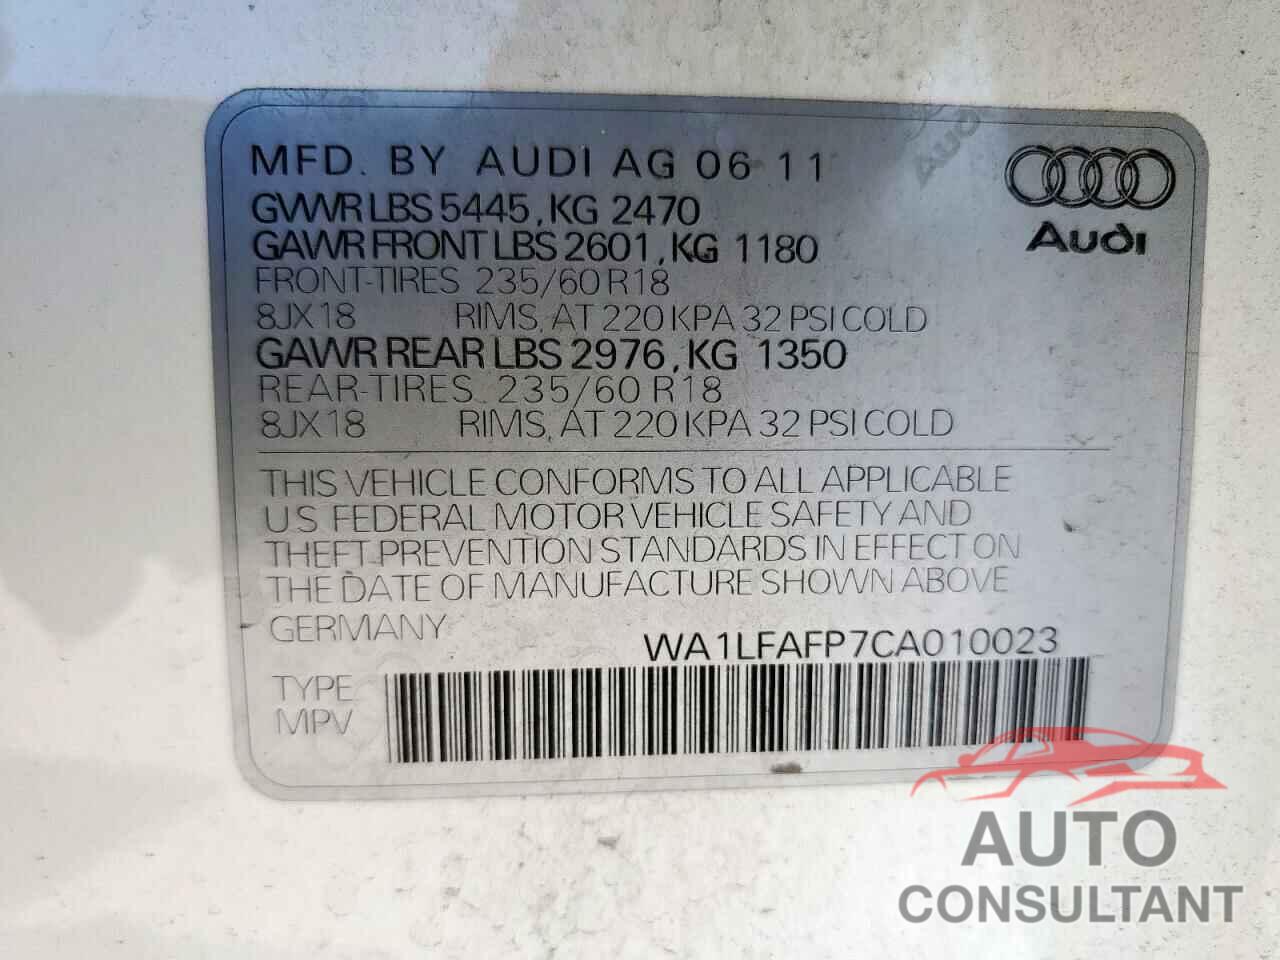 MFD. BY AUDI AG 06 11
Audi
GVWR LBS 5445, KG 2470
GAWR FRONT LBS 2601, KG 1180
FRONT-TIRES 235/60 R18
8JX18 RIMS, AT 220 KPA 32 PSI COLD
GAWR REAR LBS 2976, KG 1350
REAR-TIRES 235/60 R18
8JX18 RIMS, AT 220 KPA 32 PSI COLD
THIS VEHICLE CONFORMS TO ALL APPLICABLE
U.S. FEDERAL MOTOR VEHICLE SAFETY AND
THEFT PREVENTION STANDARDS IN EFFECT ON
THE DATE OF MANUFACTURE SHOWN ABOVE
GERMANY WA1LFAFP7CA010023
TYPE
MPV
AUTO
CONSULTANT